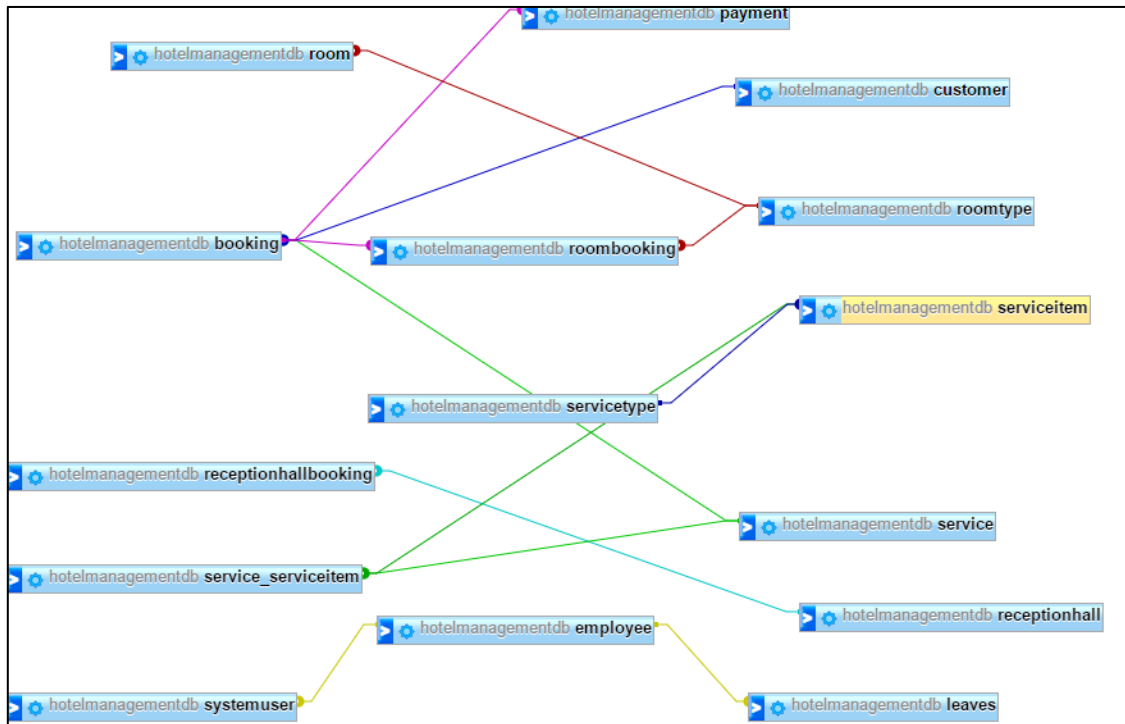 hotelmanagementdb payment
hotelmanagementdb room
hotelmanagementdb customer
hotelmanagementdb roomtype
hotelmanagementdb booking
hotelmanagementdb roombooking
hotelmanagementdb serviceitem
hotelmanagementdb servicetype
hotelmanagementdb receptionhallbooking
hotelmanagementdb service
hotelmanagementdb service_serviceitem
hotelmanagementdb receptionhall
hotelmanagementdb employee
hotelmanagementdb systemuser
hotelmanagementdb leaves